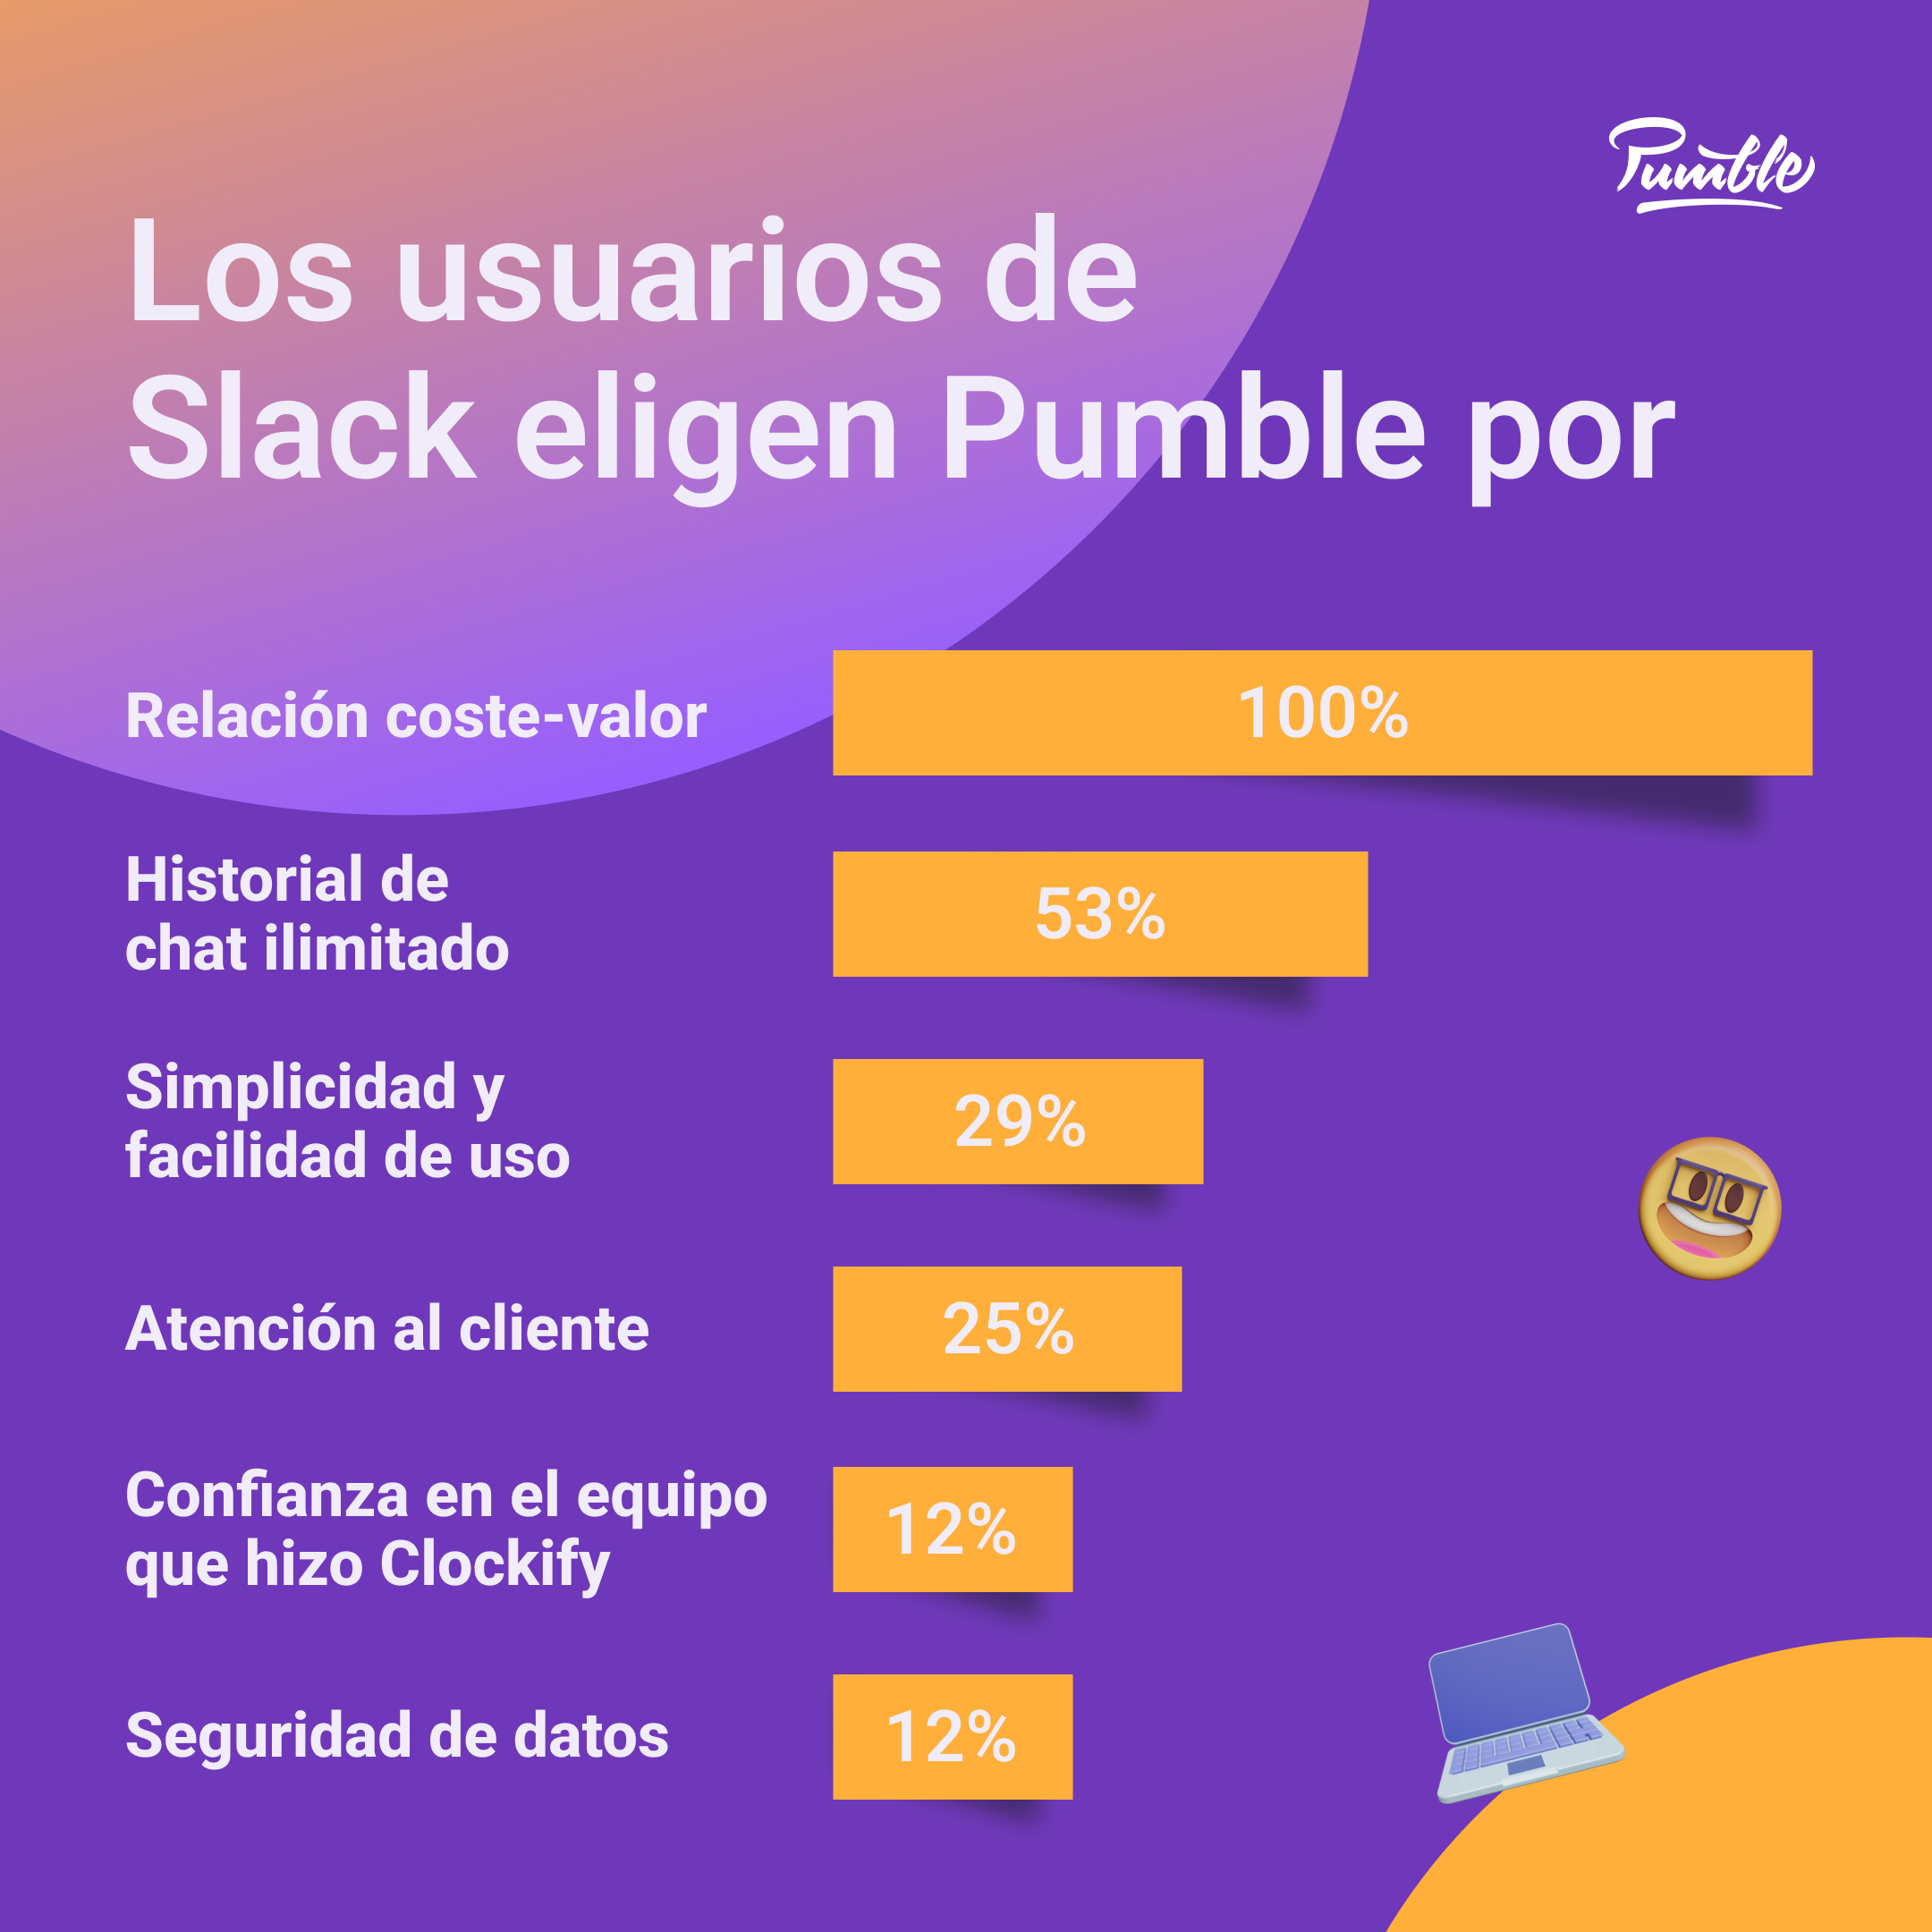 Pumble
Los usuarios de
Slack eligen Pumble por
Relación coste-valor
100%
Historial de
chat ilimitado
53%
Simplicidad y
facilidad de uso
29%
Atención al cliente
25%
Confianza en el equipo
que hizo Clockify
12%
Seguridad de datos
12%